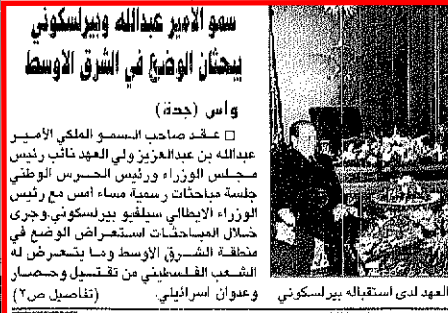 سمو الأمير عبدالله وبيرلسكوني
يبحثان الوضع في الشرق الاوسط
واس (جدة)
□ عقد صاحب السمو الملكي الأمير
عبدالله بن عبدالعزيز ولي العهد نائب رئيس
مجلس الوزراء ورئيس الحرس الوطني
جلسة مباحثات رسمية مساء أمس مع رئيس
الوزراء الايطالي سيلفيو بيرلسكوني.وجرى
خلال المباحثات استعراض الوضع في
منطقة الشرق الأوسط وما يتعرض له
الشعب الفلسطيني من تقتيل وحصار
وعدوان اسرائيلي. (تفاصيل ص٢)
العهد لدى استقباله بيرلسكوني